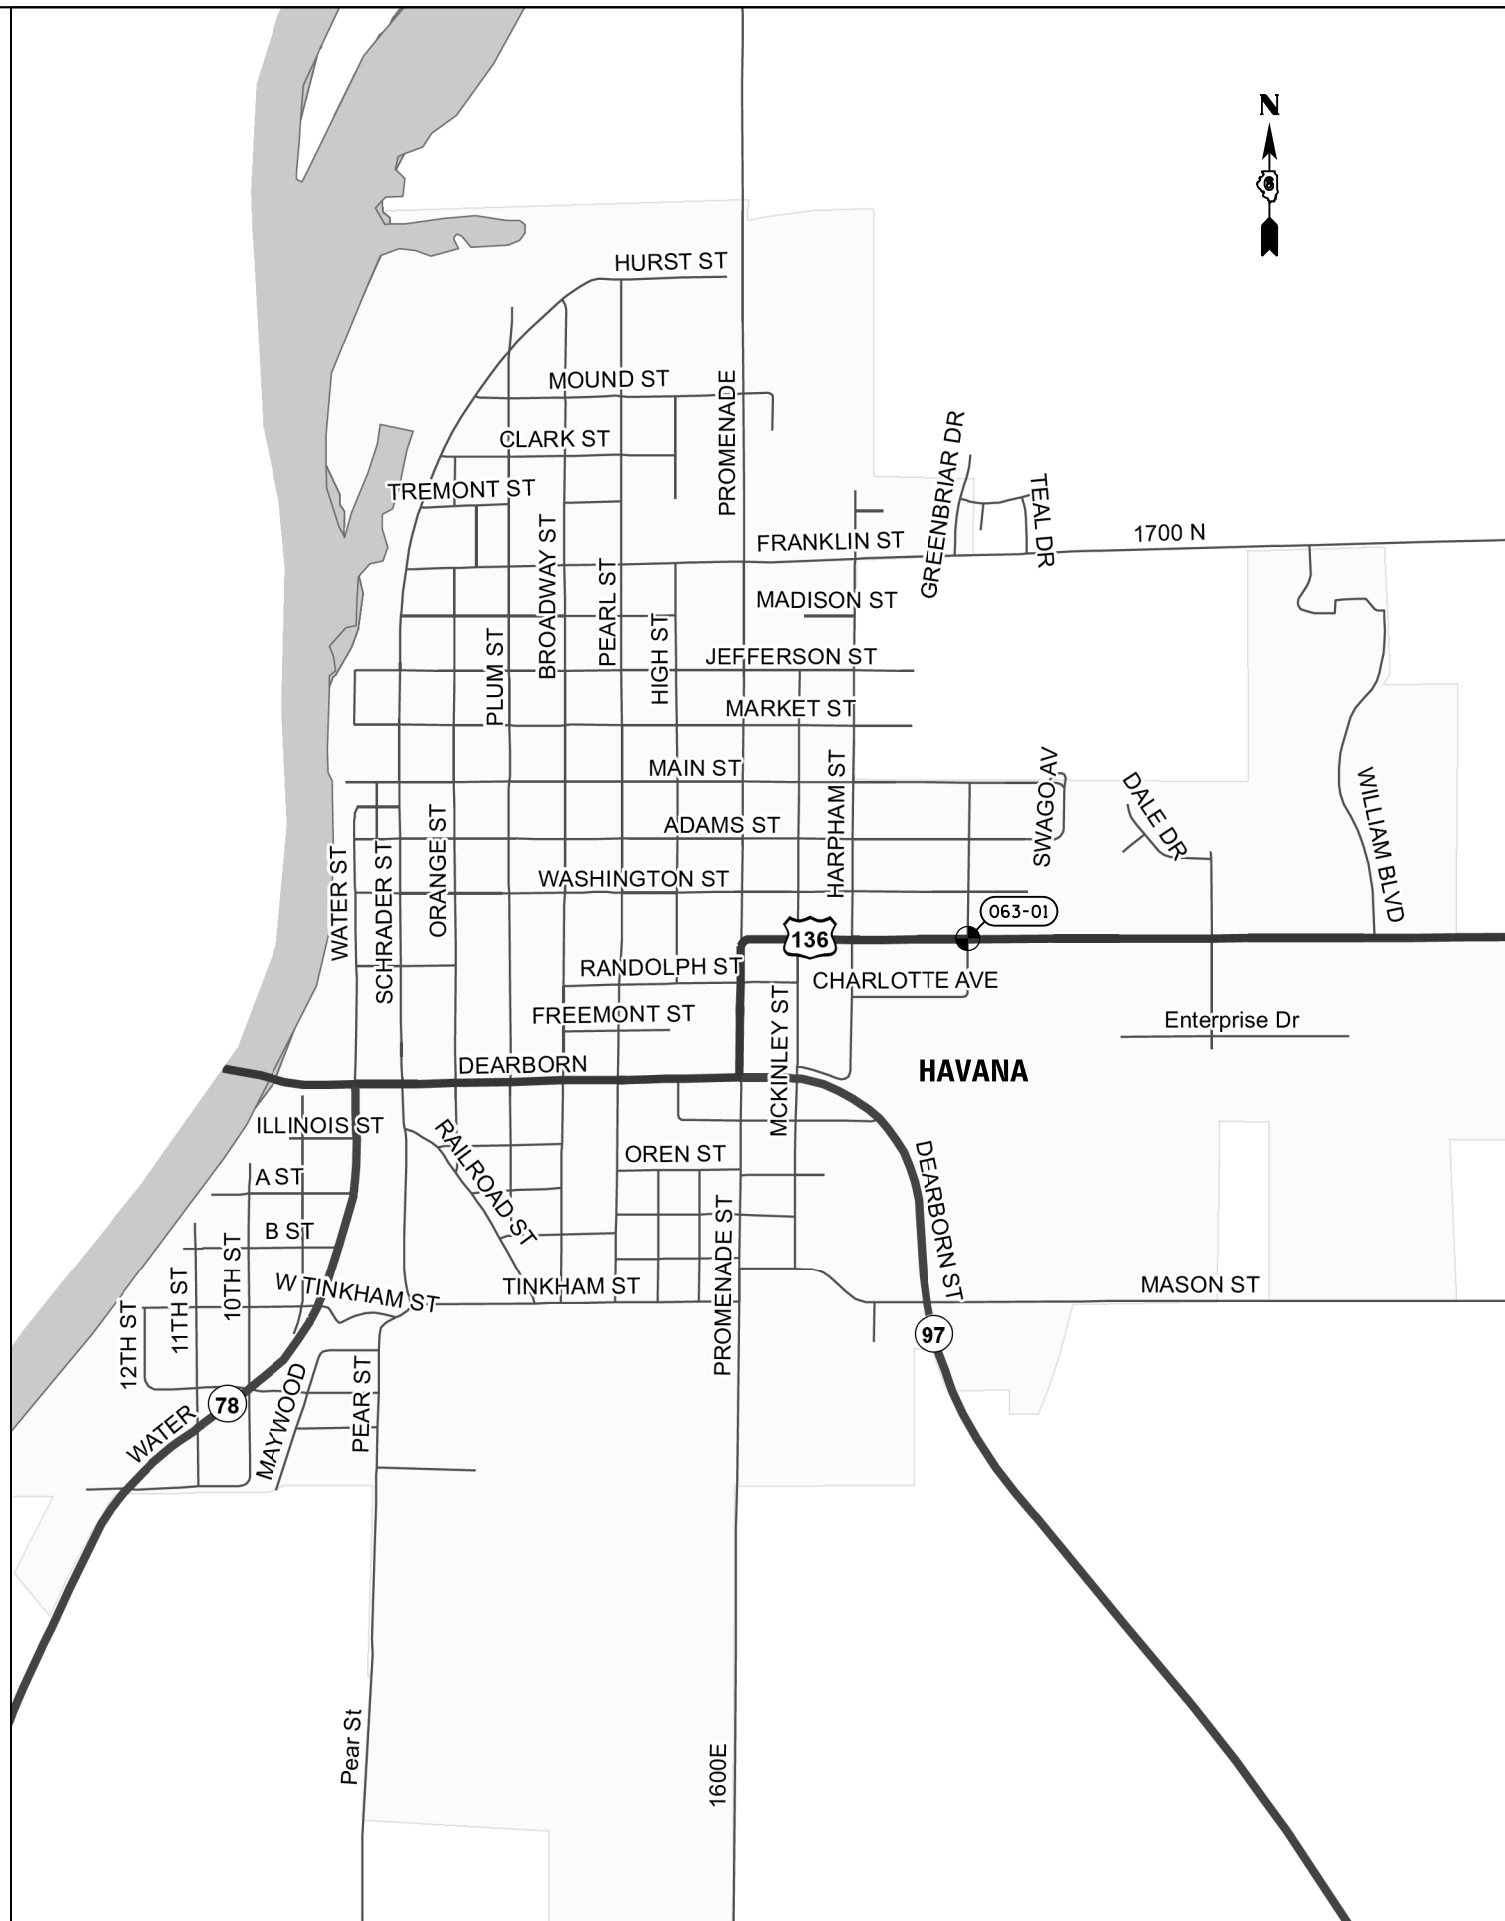 N
6
HURST ST
MOUND ST
PROMENADE
CLARK ST
GREENBRIAR DR
TREMONT ST
TEAL DR
BROADWAY ST
FRANKLIN ST
1700 N
PEARL ST
MADISON ST
PLUM ST
HIGH ST
JEFFERSON ST
MARKET ST
MAIN ST
HARPHAM ST
SWAGO AV
DALE DR
WILLIAM BLVD
ADAMS ST
ORANGE ST
WATER ST
SCHRADER ST
WASHINGTON ST
063-01
136
RANDOLPH ST
CHARLOTTE AVE
FREEMONT ST
MCKINLEY ST
Enterprise Dr
DEARBORN
HAVANA
ILLINOIS ST
RAILROAD ST
OREN ST
DEARBORN ST
A ST
PROMENADE ST
B ST
10TH ST
11TH ST
12TH ST
W TINKHAM ST
TINKHAM ST
MASON ST
97
78
WATER
MAYWOOD
PEAR ST
Pear St
1600E